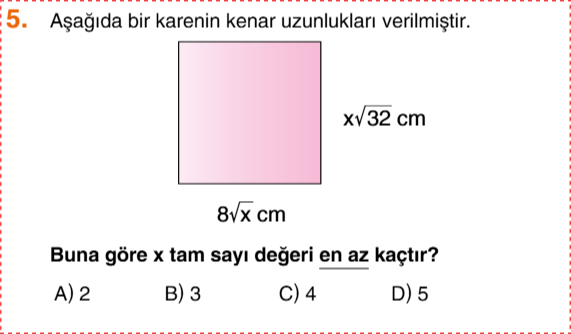 5. Aşağıda bir karenin kenar uzunlukları verilmiştir.
x√32 cm
8√x cm
Buna göre x tam sayı değeri en az kaçtır?
A) 2 B) 3 C) 4 D) 5